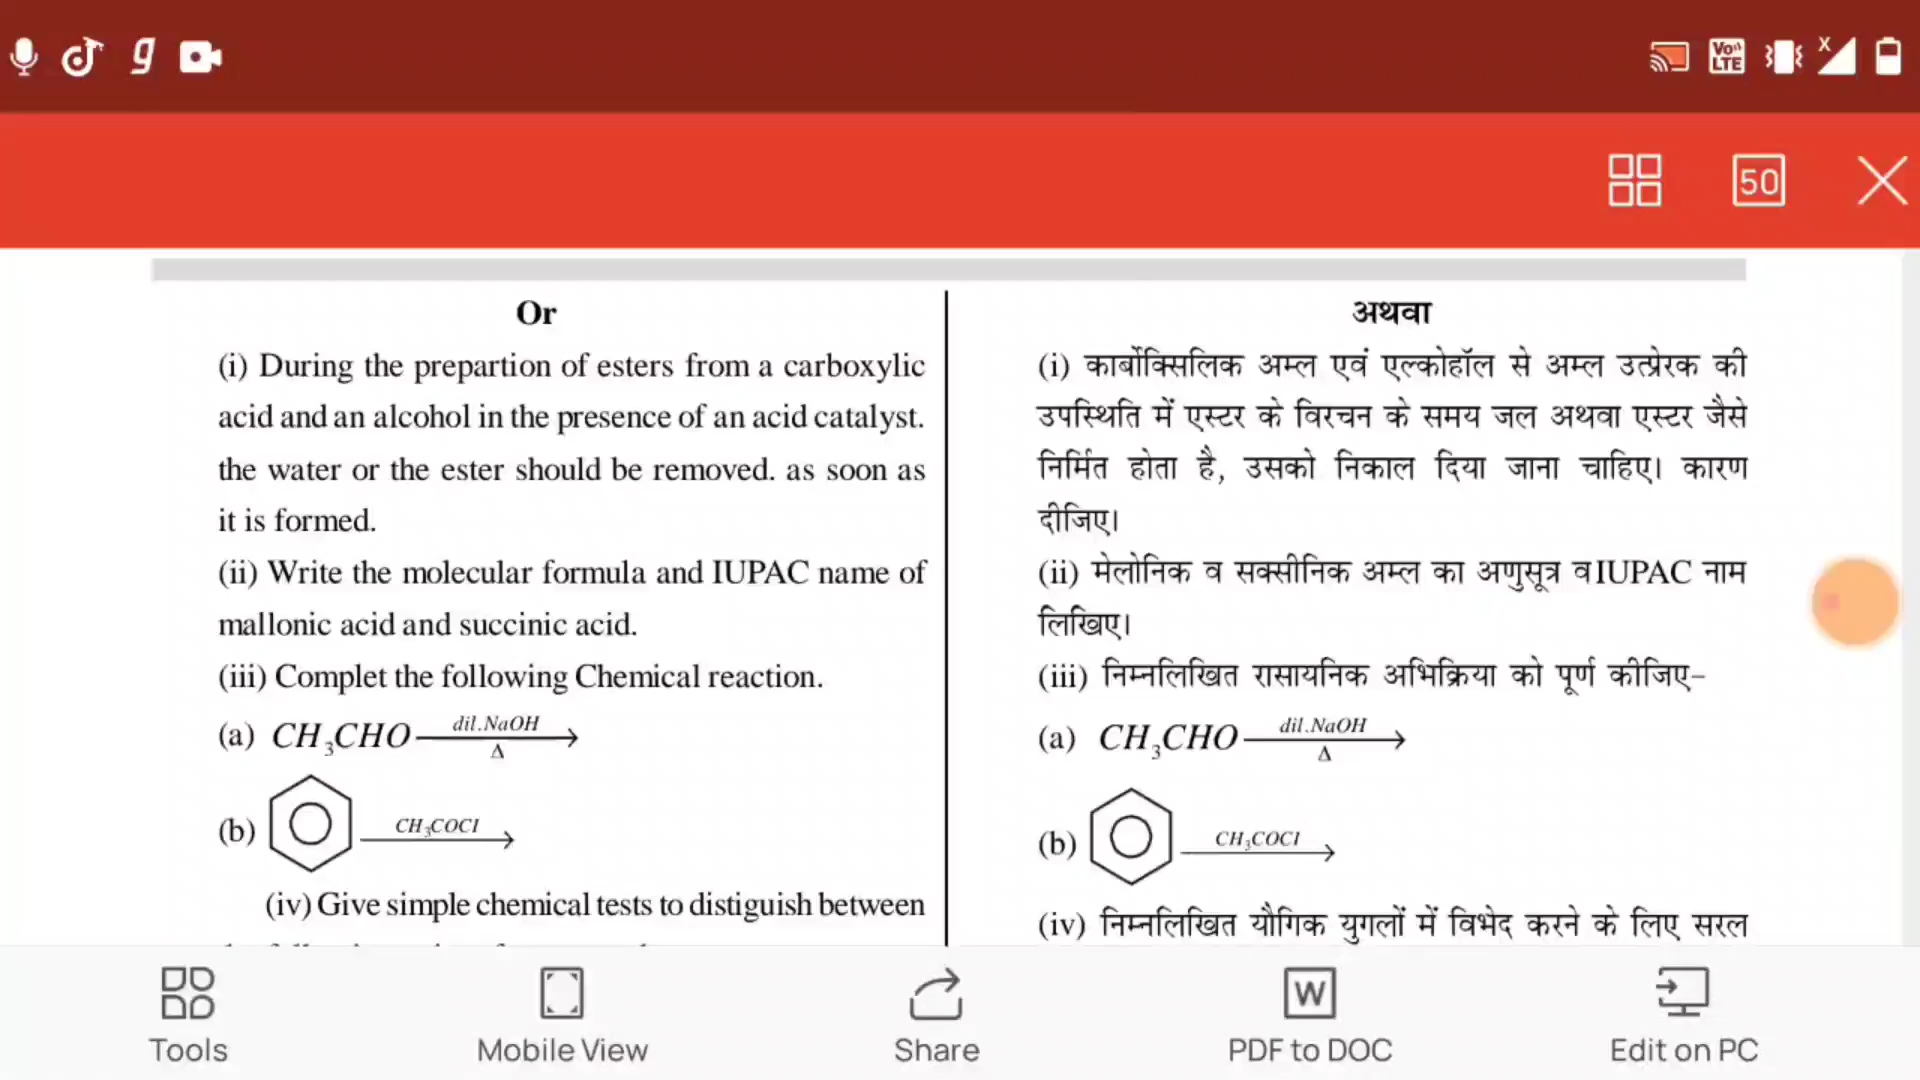 Vo LTE
X
50
Or
(i) During the prepartion of esters from a carboxylic
acid and an alcohol in the presence of an acid catalyst.
the water or the ester should be removed. as soon as
it is formed.
(ii) Write the molecular formula and IUPAC name of
mallonic acid and succinic acid.
(iii) Complet the following Chemical reaction.
(a) CH₃CHO dil.NaOH Δ
(b) CH₃COCl
(iv) Give simple chemical tests to distiguish between
अथवा
(i) कार्बोक्सिलिक अम्ल एवं एल्कोहॉल से अम्ल उत्प्रेरक की
उपस्थिति में एस्टर के विरचन के समय जल अथवा एस्टर जैसे
निर्मित होता है, उसको निकाल दिया जाना चाहिए। कारण
दीजिए।
(ii) मेलोनिक व सक्सीनिक अम्ल का अणुसूत्र व IUPAC नाम
लिखिए।
(iii) निम्नलिखित रासायनिक अभिक्रिया को पूर्ण कीजिए-
(a) CH₃CHO dil.NaOH Δ
(b) CH₃COCl
(iv) निम्नलिखित यौगिक युगलों में विभेद करने के लिए सरल
Tools
Mobile View
Share
W
PDF to DOC
Edit on PC